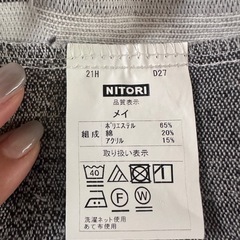 21H D27
NITORI
品質表示
メイ
ポリエステル 65%
組成 綿 20%
アクリル 15%
取り扱い表示
40
P W
洗濯ネット使用
あて布使用